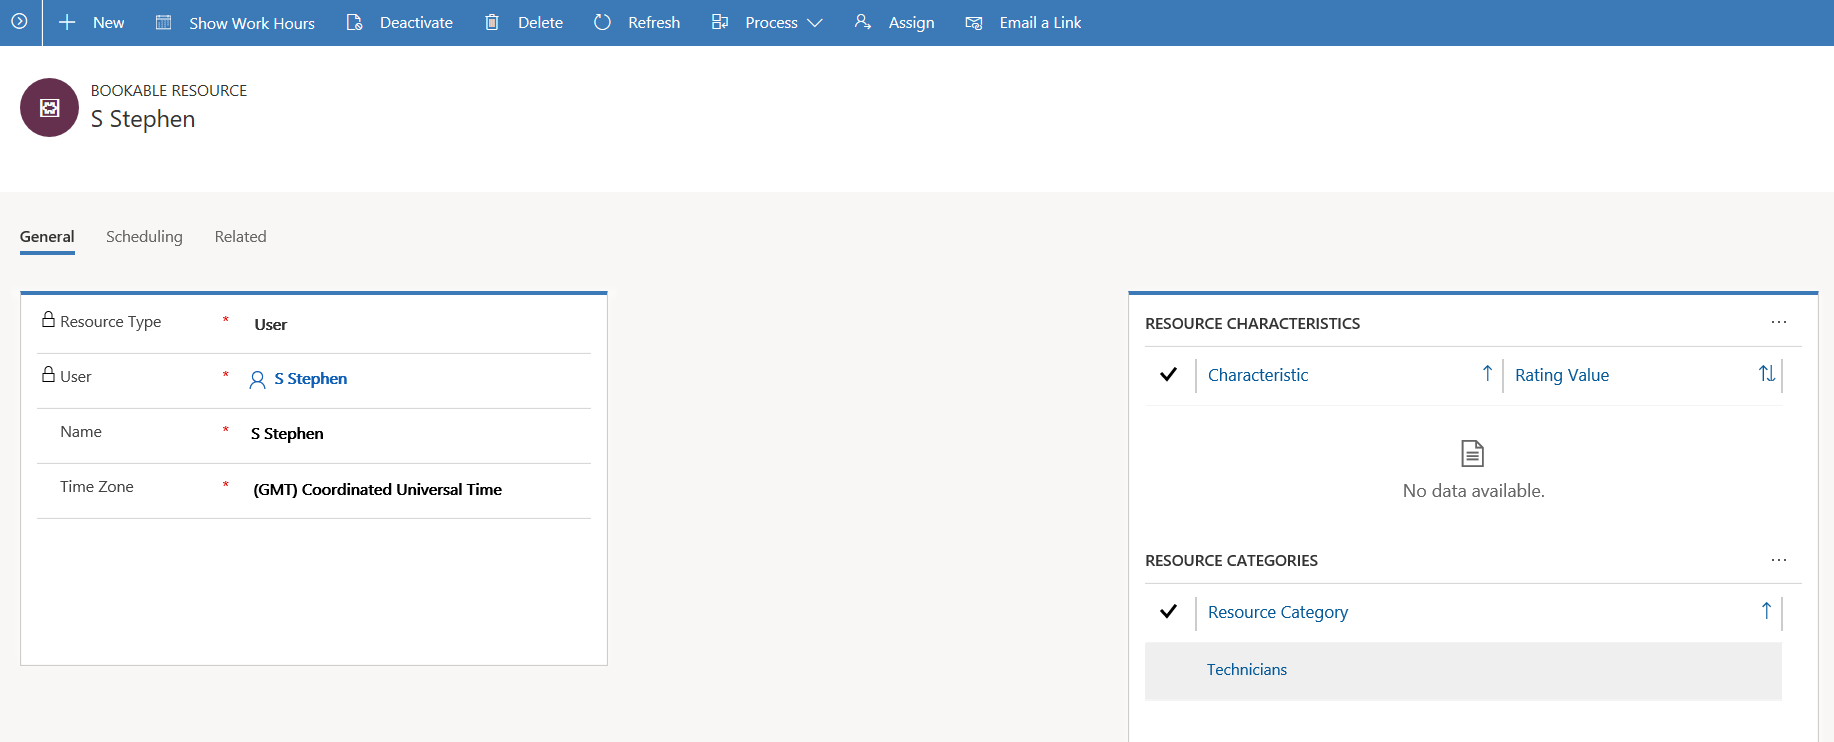 New Show Work Hours Deactivate Delete Refresh Process Assign Email a Link
BOOKABLE RESOURCE
S Stephen
General Scheduling Related
Resource Type * User
User * S Stephen
Name * S Stephen
Time Zone * (GMT) Coordinated Universal Time
RESOURCE CHARACTERISTICS ...
Characteristic Rating Value
No data available.
RESOURCE CATEGORIES ...
Resource Category
Technicians